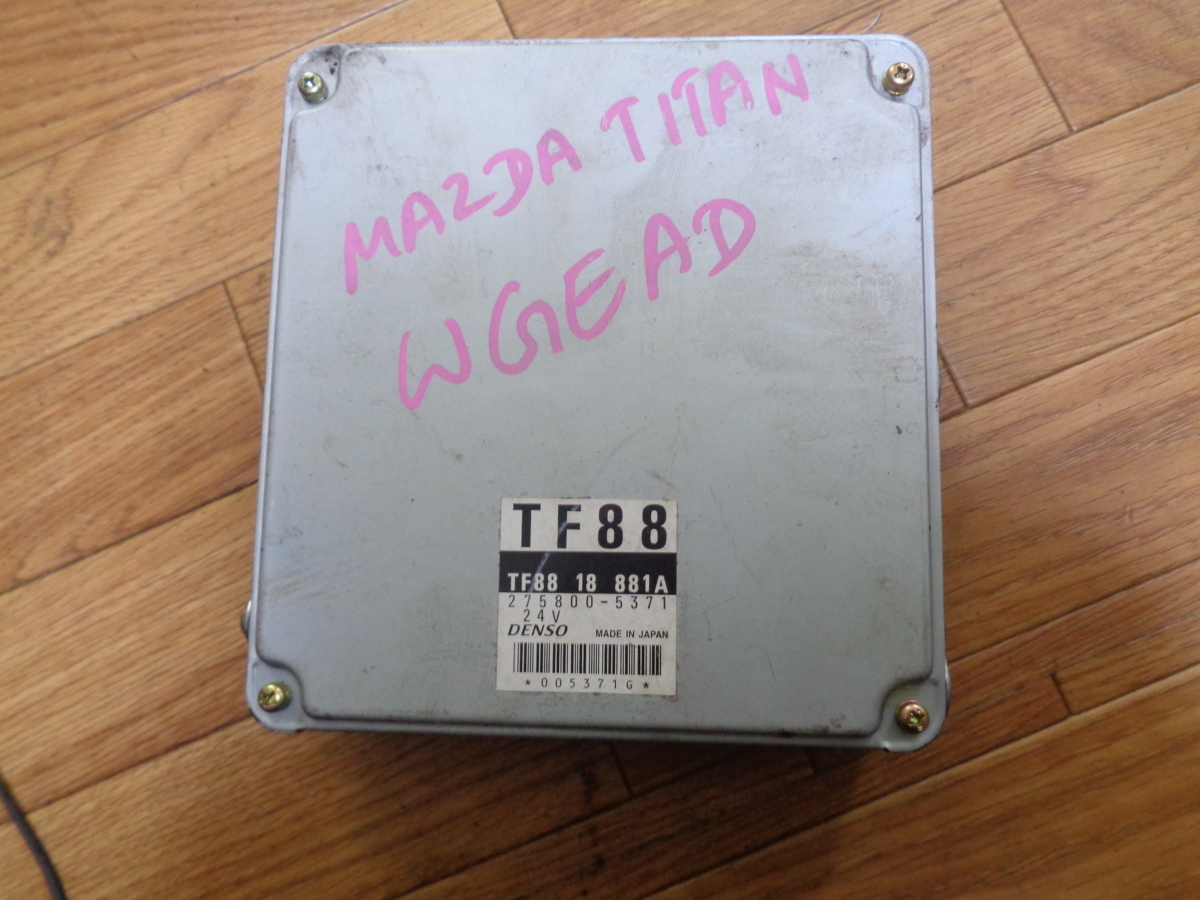 MAZDA TITAN
WGEAD
TF88
TF88 18 881A
275800-5371
24V
DENSO MADE IN JAPAN
*005371G*